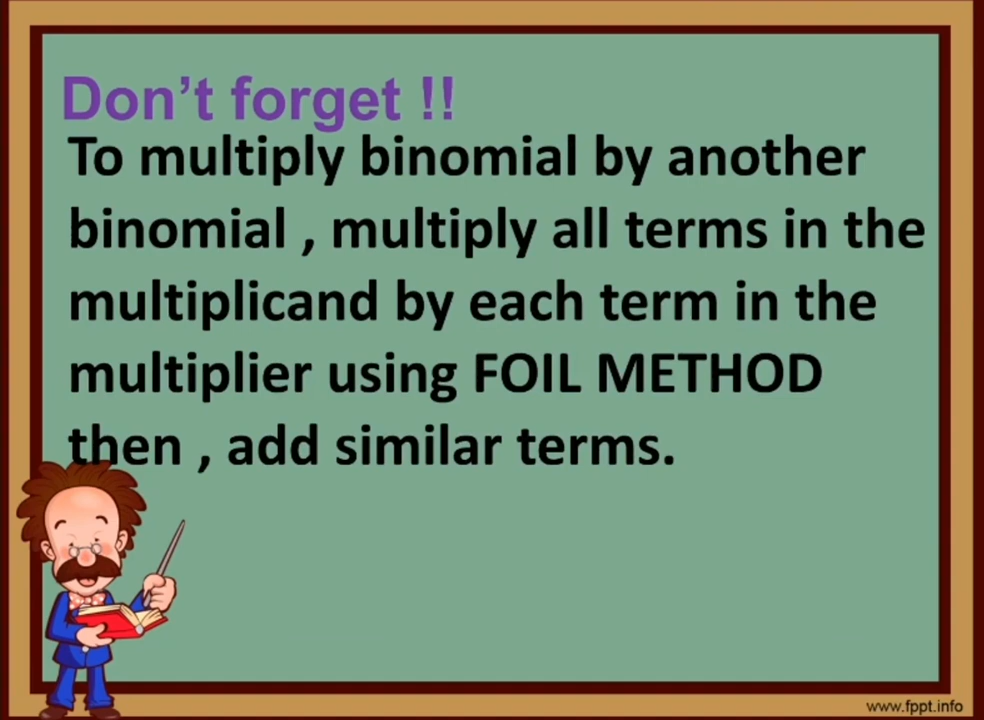 Don't forget !!
To multiply binomial by another
binomial , multiply all terms in the
multiplicand by each term in the
multiplier using FOIL METHOD
then , add similar terms.
www.fppt.info